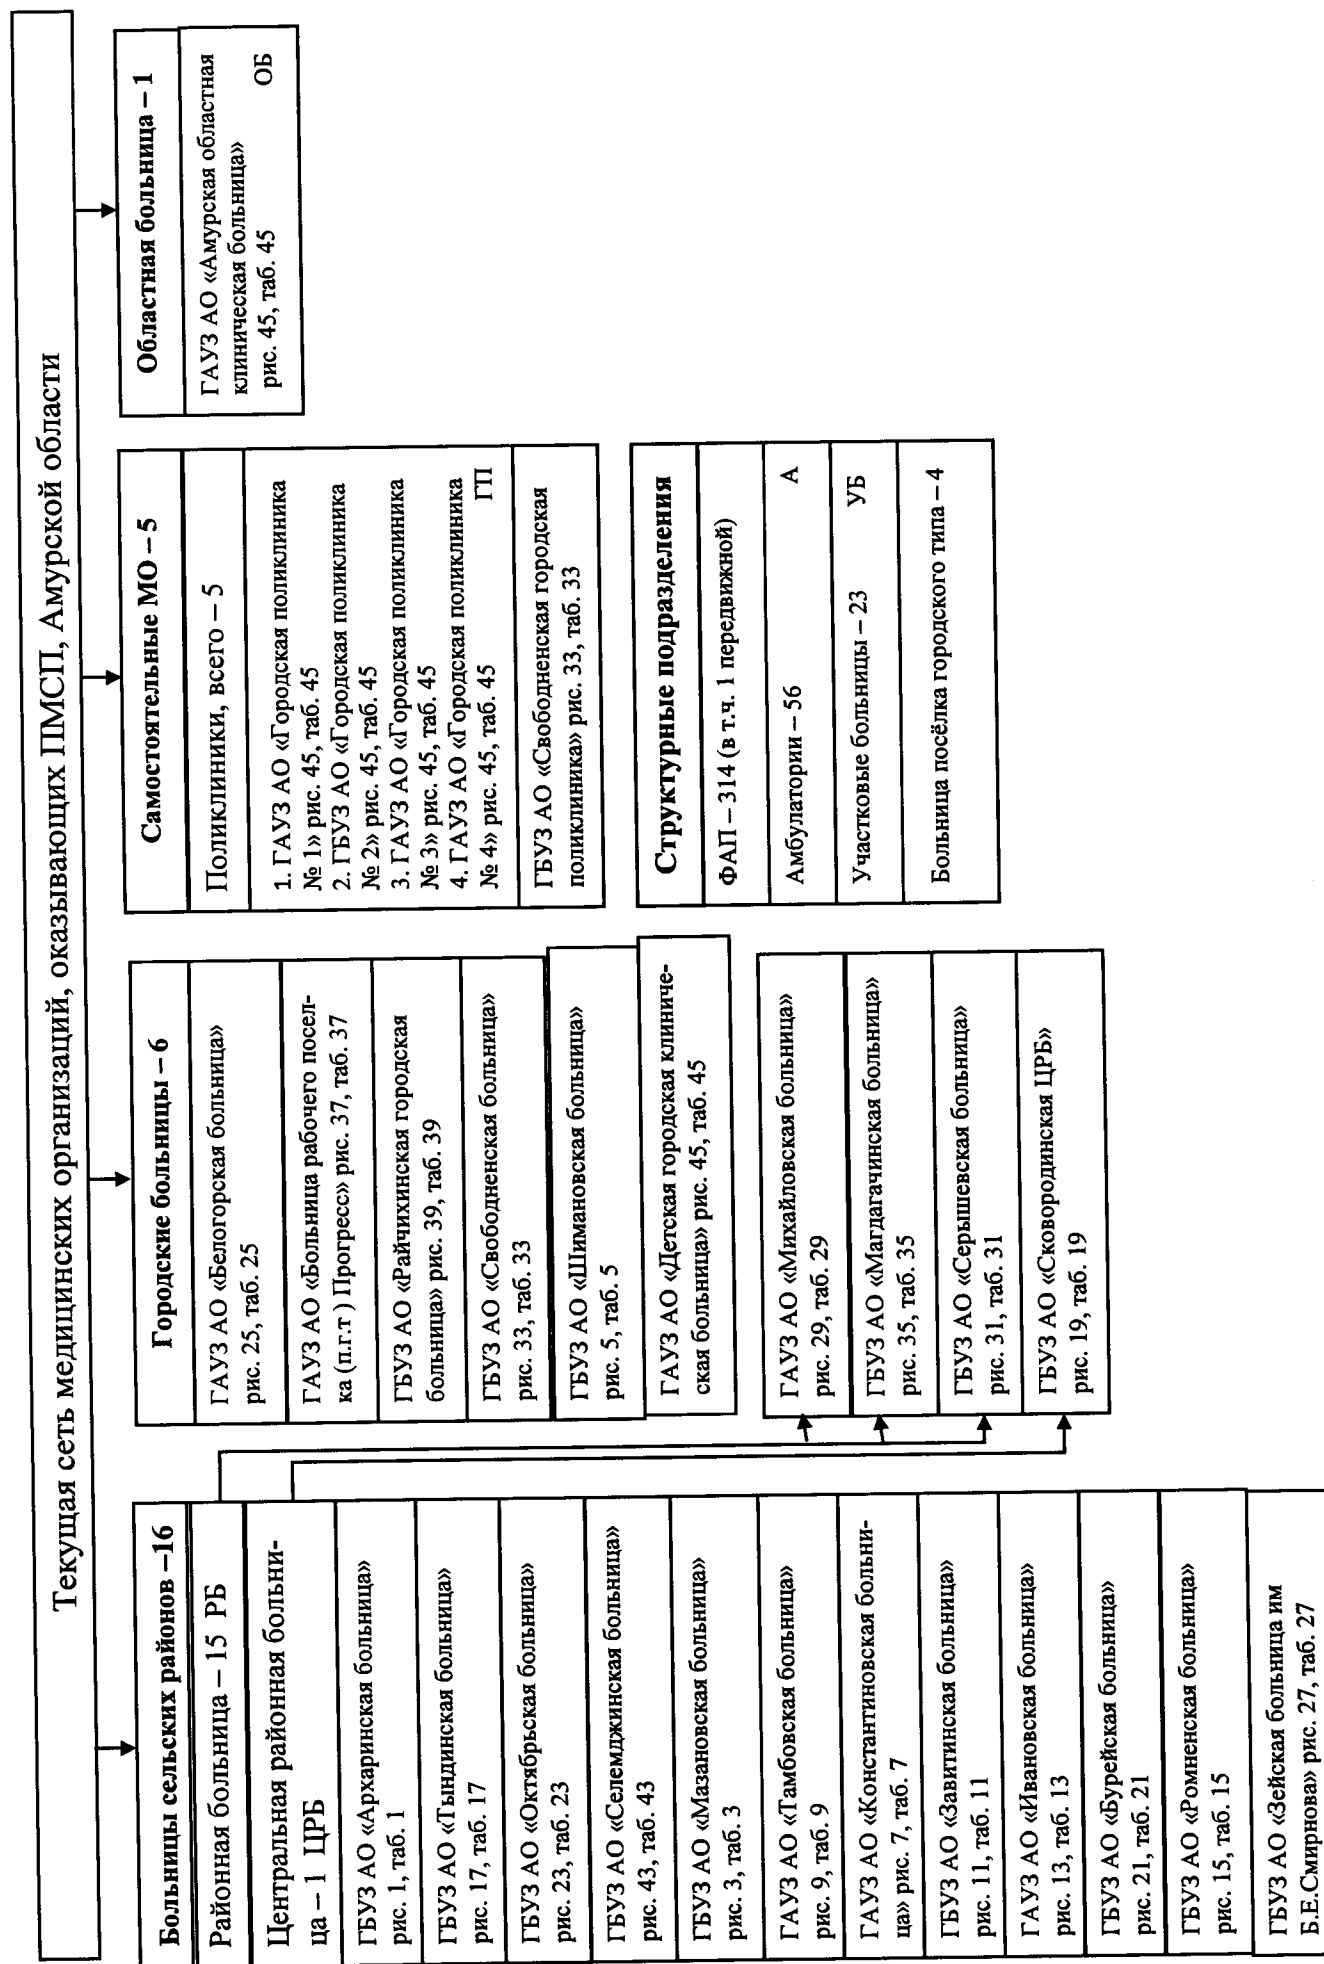 Текущая сеть медицинских организаций, оказывающих ПМСП, Амурской области
Больницы сельских районов –16
Районная больница – 15 РБ
Центральная районная больни-
ца – 1 ЦРБ
ГБУЗ АО «Архаринская больница»
рис. 1, таб. 1
ГБУЗ АО «Тындинская больница»
рис. 17, таб. 17
ГБУЗ АО «Октябрьская больница»
рис. 23, таб. 23
ГБУЗ АО «Селемджинская больница»
рис. 43, таб. 43
ГБУЗ АО «Мазановская больница»
рис. 3, таб. 3
ГАУЗ АО «Тамбовская больница»
рис. 9, таб. 9
ГАУЗ АО «Константиновская больни-
ца» рис. 7, таб. 7
ГБУЗ АО «Завитинская больница»
рис. 11, таб. 11
ГАУЗ АО «Ивановская больница»
рис. 13, таб. 13
ГБУЗ АО «Бурейская больница»
рис. 21, таб. 21
ГБУЗ АО «Ромненская больница»
рис. 15, таб. 15
ГБУЗ АО «Зейская больница им
Б.Е.Смирнова» рис. 27, таб. 27
Городские больницы – 6
ГАУЗ АО «Белогорская больница»
рис. 25, таб. 25
ГАУЗ АО «Больница рабочего посел-
ка (п.г.т ) Прогресс» рис. 37, таб. 37
ГБУЗ АО «Райчихинская городская
больница» рис. 39, таб. 39
ГБУЗ АО «Свободненская больница»
рис. 33, таб. 33
ГБУЗ АО «Шимановская больница»
рис. 5, таб. 5
ГАУЗ АО «Детская городская клиниче-
ская больница» рис. 45, таб. 45
ГАУЗ АО «Михайловская больница»
рис. 29, таб. 29
ГБУЗ АО «Магдагачинская больница»
рис. 35, таб. 35
ГБУЗ АО «Серышевская больница»
рис. 31, таб. 31
ГБУЗ АО «Сковородинская ЦРБ»
рис. 19, таб. 19
Самостоятельные МО – 5
Поликлиники, всего – 5
1. ГАУЗ АО «Городская поликлиника
№ 1» рис. 45, таб. 45
2. ГБУЗ АО «Городская поликлиника
№ 2» рис. 45, таб. 45
3. ГАУЗ АО «Городская поликлиника
№ 3» рис. 45, таб. 45
4. ГАУЗ АО «Городская поликлиника
№ 4» рис. 45, таб. 45 ГП
ГБУЗ АО «Свободненская городская
поликлиника» рис. 33, таб. 33
Структурные подразделения
ФАП – 314 (в т.ч. 1 передвижной)
Амбулатории – 56 А
Участковые больницы – 23 УБ
Больница посёлка городского типа – 4
Областная больница – 1
ГАУЗ АО «Амурская областная
клиническая больница» ОБ
рис. 45, таб. 45